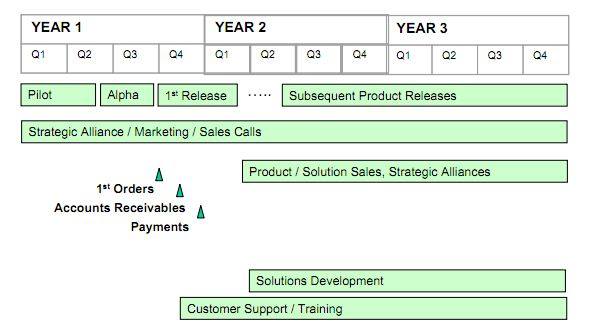 YEAR 1 YEAR 2 YEAR 3
Q1 Q2 Q3 Q4 Q1 Q2 Q3 Q4 Q1 Q2 Q3 Q4
Pilot Alpha 1st Release ..... Subsequent Product Releases
Strategic Alliance / Marketing / Sales Calls
Product / Solution Sales, Strategic Alliances
1st Orders
Accounts Receivables
Payments
Solutions Development
Customer Support / Training